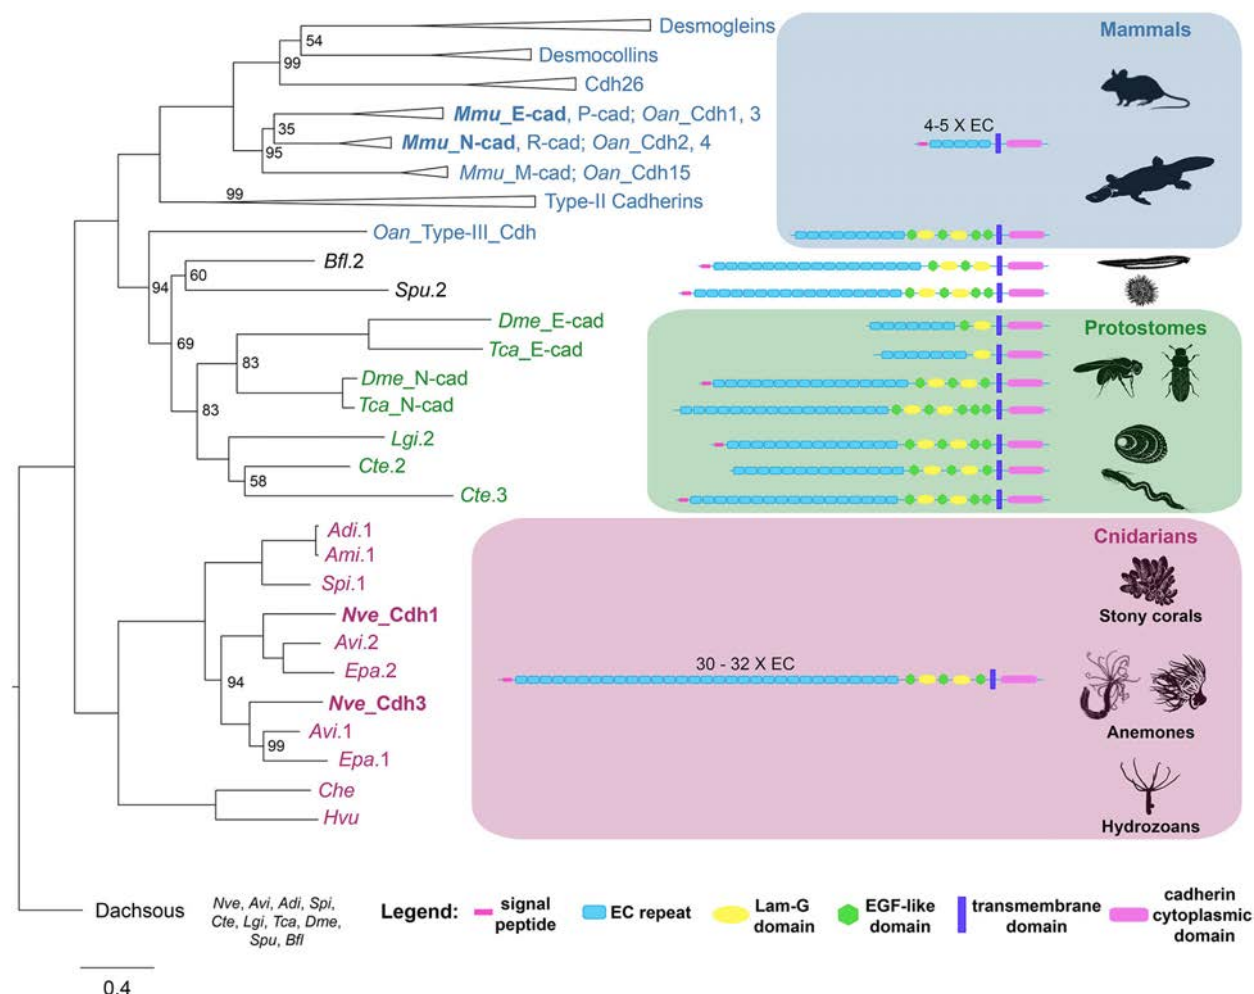 Desmogleins
54
99
Desmocollins
Cdh26
Mmu_E-cad, P-cad; Oan_Cdh1, 3
35
Mmu_N-cad, R-cad; Oan_Cdh2, 4
95
Mmu_M-cad; Oan_Cdh15
99
Type-II Cadherins
Oan_Type-III_Cdh
94
60
Bfl.2
Spu.2
69
Dme_E-cad
Tca_E-cad
83
Dme_N-cad
Tca_N-cad
83
Lgi.2
Cte.2
58
Cte.3
Adi.1
Ami.1
Spi.1
Nve_Cdh1
Avi.2
Epa.2
94
Nve_Cdh3
Avi.1
99
Epa.1
Che
Hvu
Mammals
4-5 X EC
Protostomes
Cnidarians
Stony corals
30 - 32 X EC
Anemones
Hydrozoans
Dachsous
Nve, Avi, Adi, Spi,
Cte, Lgi, Tca, Dme,
Spu, Bfl
Legend:
signal
peptide
EC repeat
Lam-G
domain
EGF-like
domain
transmembrane
domain
cadherin
cytoplasmic
domain
0.4